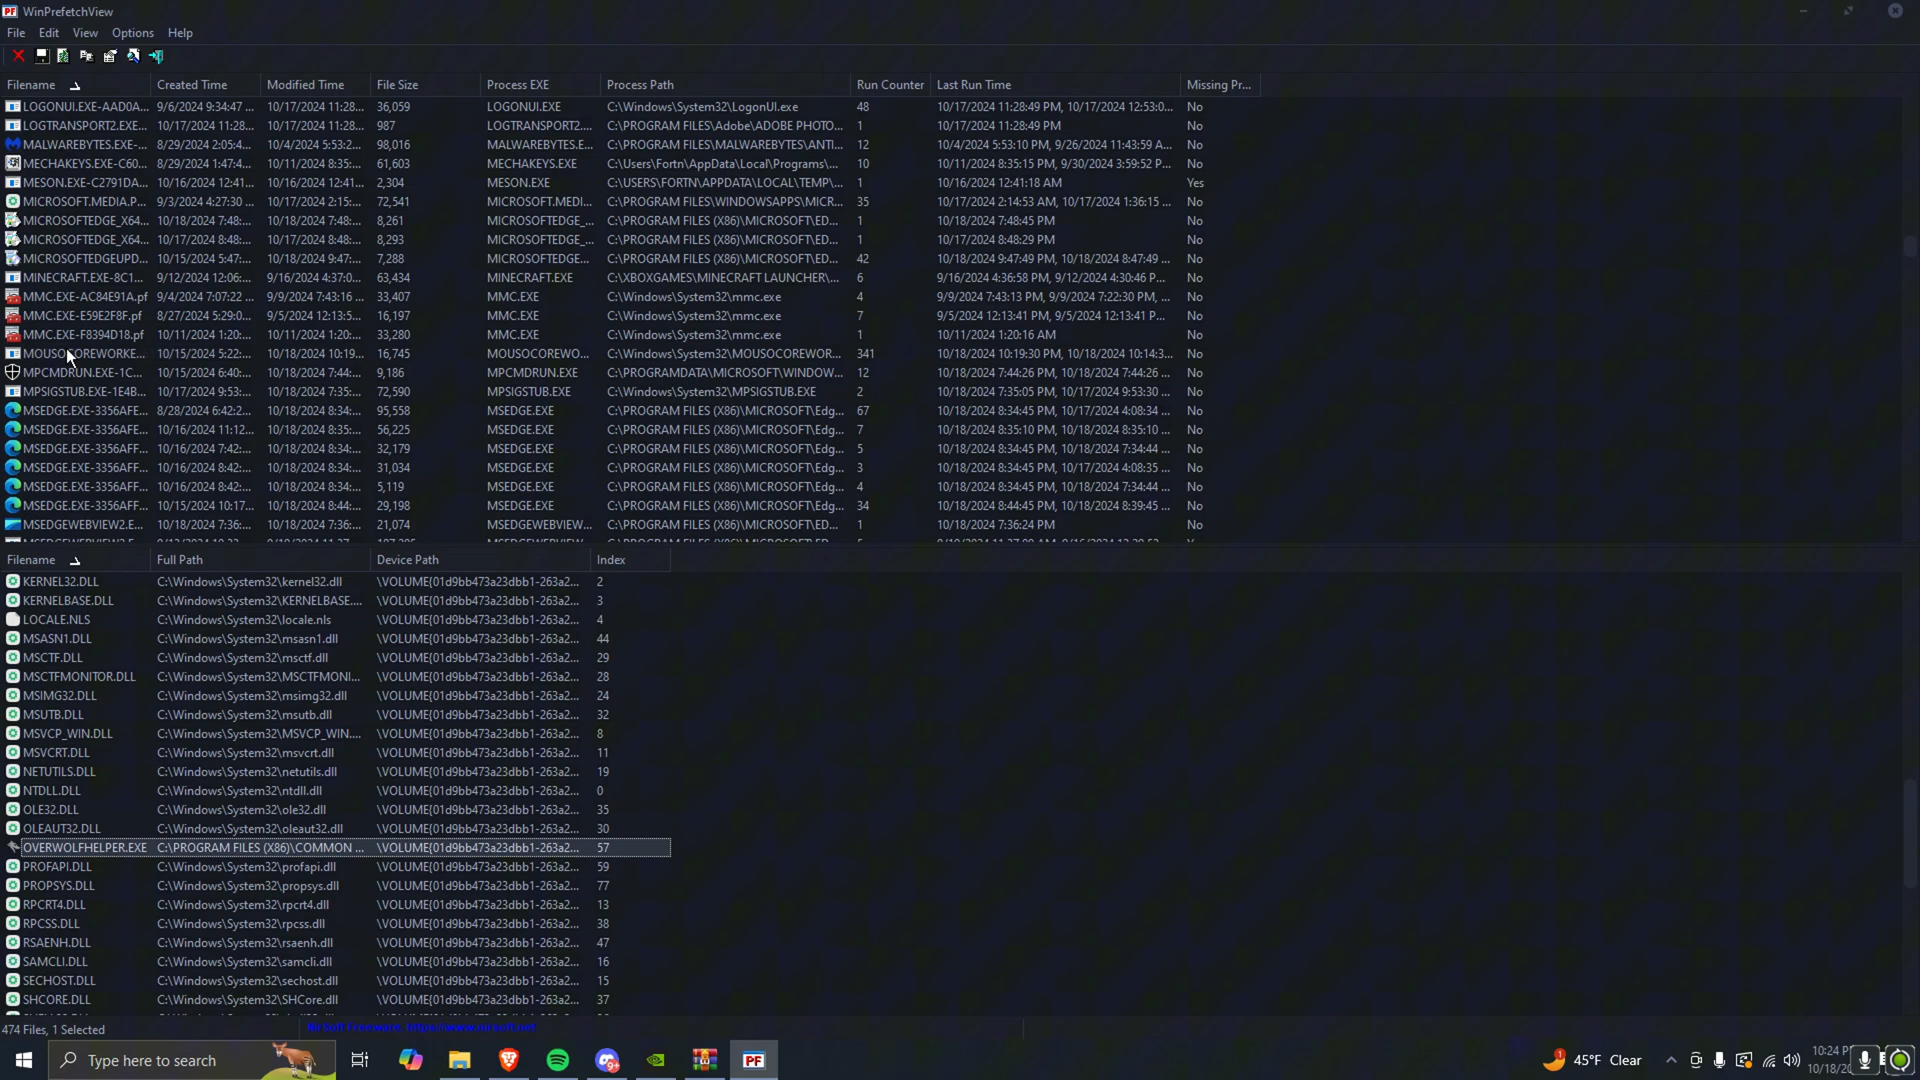 WinPrefetchView
File Edit View Options Help
Filename Created Time Modified Time File Size Process EXE Process Path Run Counter Last Run Time Missing Pr...
LOGONUI.EXE-AAD0A... 9/6/2024 9:34:47 ... 10/17/2024 11:28... 36,059 LOGONUI.EXE C:\Windows\System32\LogonUI.exe 48 10/17/2024 11:28:49 PM, 10/17/2024 12:53:0... No
LOGTRANSPORT2.EXE... 10/17/2024 11:28... 10/17/2024 11:28... 987 LOGTRANSPORT2.... C:\PROGRAM FILES\Adobe\ADOBE PHOTO... 1 10/17/2024 11:28:49 PM No
MALWAREBYTES.EXE-... 8/29/2024 2:05:4... 10/4/2024 5:53:2... 98,016 MALWAREBYTES.E... C:\PROGRAM FILES\MALWAREBYTES\ANTI... 12 10/4/2024 5:53:10 PM, 9/26/2024 11:43:59 A... No
MECHAKEYS.EXE-C60... 8/29/2024 1:47:4... 10/11/2024 8:35:... 61,603 MECHAKEYS.EXE C:\Users\Fortn\AppData\Local\Programs\... 10 10/11/2024 8:35:15 PM, 9/30/2024 3:59:52 P... No
MESON.EXE-C2791DA... 10/16/2024 12:41... 10/16/2024 12:41... 2,304 MESON.EXE C:\USERS\FORTN\APPDATA\LOCAL\TEMP\... 1 10/16/2024 12:41:18 AM Yes
MICROSOFT.MEDIA.P... 9/3/2024 4:27:30 ... 10/17/2024 2:15:... 72,541 MICROSOFT.MEDI... C:\PROGRAM FILES\WINDOWSAPPS\MICR... 35 10/17/2024 2:14:53 AM, 10/17/2024 1:36:15 ... No
MICROSOFTEDGE_X64... 10/18/2024 7:48:... 10/18/2024 7:48:... 8,261 MICROSOFTEDGE_... C:\PROGRAM FILES (X86)\MICROSOFT\ED... 1 10/18/2024 7:48:45 PM No
MICROSOFTEDGE_X64... 10/17/2024 8:48:... 10/17/2024 8:48:... 8,293 MICROSOFTEDGE_... C:\PROGRAM FILES (X86)\MICROSOFT\ED... 1 10/17/2024 8:48:29 PM No
MICROSOFTEDGEUPD... 10/15/2024 5:47:... 10/18/2024 9:47:... 7,288 MICROSOFTEDGE... C:\PROGRAM FILES (X86)\MICROSOFT\ED... 42 10/18/2024 9:47:49 PM, 10/18/2024 8:47:49 ... No
MINECRAFT.EXE-8C1... 9/12/2024 12:06:... 9/16/2024 4:37:0... 63,434 MINECRAFT.EXE C:\XBOXGAMES\MINECRAFT LAUNCHER\... 6 9/16/2024 4:36:58 PM, 9/12/2024 4:30:46 P... No
MMC.EXE-AC84E91A.pf 9/4/2024 7:07:22 ... 9/9/2024 7:43:16 ... 33,407 MMC.EXE C:\Windows\System32\mmc.exe 4 9/9/2024 7:43:13 PM, 9/9/2024 7:22:30 PM, ... No
MMC.EXE-E59E2F8F.pf 8/27/2024 5:29:0... 9/5/2024 12:13:5... 16,197 MMC.EXE C:\Windows\System32\mmc.exe 7 9/5/2024 12:13:41 PM, 9/5/2024 12:13:41 P... No
MMC.EXE-F8394D18.pf 10/11/2024 1:20:... 10/11/2024 1:20:... 33,280 MMC.EXE C:\Windows\System32\mmc.exe 1 10/11/2024 1:20:16 AM No
MOUSOCOREWORKE... 10/15/2024 5:22:... 10/18/2024 10:19... 16,745 MOUSOCOREWO... C:\Windows\System32\MOUSOCOREWOR... 341 10/18/2024 10:19:30 PM, 10/18/2024 10:14:3... No
MPCMDRUN.EXE-1C... 10/15/2024 6:40:... 10/18/2024 7:44:... 9,186 MPCMDRUN.EXE C:\PROGRAMDATA\MICROSOFT\WINDOW... 12 10/18/2024 7:44:26 PM, 10/18/2024 7:44:26 ... No
MPSIGSTUB.EXE-1E4B... 10/17/2024 9:53:... 10/18/2024 7:35:... 72,590 MPSIGSTUB.EXE C:\Windows\System32\MPSIGSTUB.EXE 2 10/18/2024 7:35:05 PM, 10/17/2024 9:53:30 ... No
MSEDGE.EXE-3356AFE... 8/28/2024 6:42:2... 10/18/2024 8:34:... 95,558 MSEDGE.EXE C:\PROGRAM FILES (X86)\MICROSOFT\Edg... 67 10/18/2024 8:34:45 PM, 10/17/2024 4:08:34 ... No
MSEDGE.EXE-3356AFE... 10/16/2024 11:12... 10/18/2024 8:35:... 56,225 MSEDGE.EXE C:\PROGRAM FILES (X86)\MICROSOFT\Edg... 7 10/18/2024 8:35:10 PM, 10/18/2024 8:35:10 ... No
MSEDGE.EXE-3356AFF... 10/16/2024 7:42:... 10/18/2024 8:34:... 32,179 MSEDGE.EXE C:\PROGRAM FILES (X86)\MICROSOFT\Edg... 5 10/18/2024 8:34:45 PM, 10/18/2024 7:34:44 ... No
MSEDGE.EXE-3356AFF... 10/16/2024 8:42:... 10/18/2024 8:34:... 31,034 MSEDGE.EXE C:\PROGRAM FILES (X86)\MICROSOFT\Edg... 3 10/18/2024 8:34:45 PM, 10/17/2024 4:08:35 ... No
MSEDGE.EXE-3356AFF... 10/16/2024 8:42:... 10/18/2024 8:34:... 5,119 MSEDGE.EXE C:\PROGRAM FILES (X86)\MICROSOFT\Edg... 4 10/18/2024 8:34:45 PM, 10/18/2024 7:34:44 ... No
MSEDGE.EXE-3356AFF... 10/15/2024 10:17... 10/18/2024 8:44:... 29,198 MSEDGE.EXE C:\PROGRAM FILES (X86)\MICROSOFT\Edg... 34 10/18/2024 8:44:45 PM, 10/18/2024 8:39:45 ... No
MSEDGEWEBVIEW2.E... 10/18/2024 7:36:... 10/18/2024 7:36:... 21,074 MSEDGEWEBVIEW... C:\PROGRAM FILES (X86)\MICROSOFT\ED... 1 10/18/2024 7:36:24 PM No
Filename Full Path Device Path Index
KERNEL32.DLL C:\Windows\System32\kernel32.dll \VOLUME{01d9bb473a23dbb1-263a2... 2
KERNELBASE.DLL C:\Windows\System32\KERNELBASE.... \VOLUME{01d9bb473a23dbb1-263a2... 3
LOCALE.NLS C:\Windows\System32\locale.nls \VOLUME{01d9bb473a23dbb1-263a2... 4
MSASN1.DLL C:\Windows\System32\msasn1.dll \VOLUME{01d9bb473a23dbb1-263a2... 44
MSCTF.DLL C:\Windows\System32\msctf.dll \VOLUME{01d9bb473a23dbb1-263a2... 29
MSCTFMONITOR.DLL C:\Windows\System32\MSCTFMONI... \VOLUME{01d9bb473a23dbb1-263a2... 28
MSIMG32.DLL C:\Windows\System32\msimg32.dll \VOLUME{01d9bb473a23dbb1-263a2... 24
MSUTB.DLL C:\Windows\System32\msutb.dll \VOLUME{01d9bb473a23dbb1-263a2... 32
MSVCP_WIN.DLL C:\Windows\System32\MSVCP_WIN.... \VOLUME{01d9bb473a23dbb1-263a2... 8
MSVCRT.DLL C:\Windows\System32\msvcrt.dll \VOLUME{01d9bb473a23dbb1-263a2... 11
NETUTILS.DLL C:\Windows\System32\netutils.dll \VOLUME{01d9bb473a23dbb1-263a2... 19
NTDLL.DLL C:\Windows\System32\ntdll.dll \VOLUME{01d9bb473a23dbb1-263a2... 0
OLE32.DLL C:\Windows\System32\ole32.dll \VOLUME{01d9bb473a23dbb1-263a2... 35
OLEAUT32.DLL C:\Windows\System32\oleaut32.dll \VOLUME{01d9bb473a23dbb1-263a2... 30
OVERWOLFHELPER.EXE C:\PROGRAM FILES (X86)\COMMON ... \VOLUME{01d9bb473a23dbb1-263a2... 57
PROFAPI.DLL C:\Windows\System32\profapi.dll \VOLUME{01d9bb473a23dbb1-263a2... 59
PROPSYS.DLL C:\Windows\System32\propsys.dll \VOLUME{01d9bb473a23dbb1-263a2... 77
RPCRT4.DLL C:\Windows\System32\rpcrt4.dll \VOLUME{01d9bb473a23dbb1-263a2... 13
RPCSS.DLL C:\Windows\System32\rpcss.dll \VOLUME{01d9bb473a23dbb1-263a2... 38
RSAENH.DLL C:\Windows\System32\rsaenh.dll \VOLUME{01d9bb473a23dbb1-263a2... 47
SAMCLI.DLL C:\Windows\System32\samcli.dll \VOLUME{01d9bb473a23dbb1-263a2... 16
SECHOST.DLL C:\Windows\System32\sechost.dll \VOLUME{01d9bb473a23dbb1-263a2... 15
SHCORE.DLL C:\Windows\System32\SHCore.dll \VOLUME{01d9bb473a23dbb1-263a2... 37
474 Files, 1 Selected NirSoft Freeware. https://www.nirsoft.net
Type here to search 45°F Clear 10:24 P
10/18/20